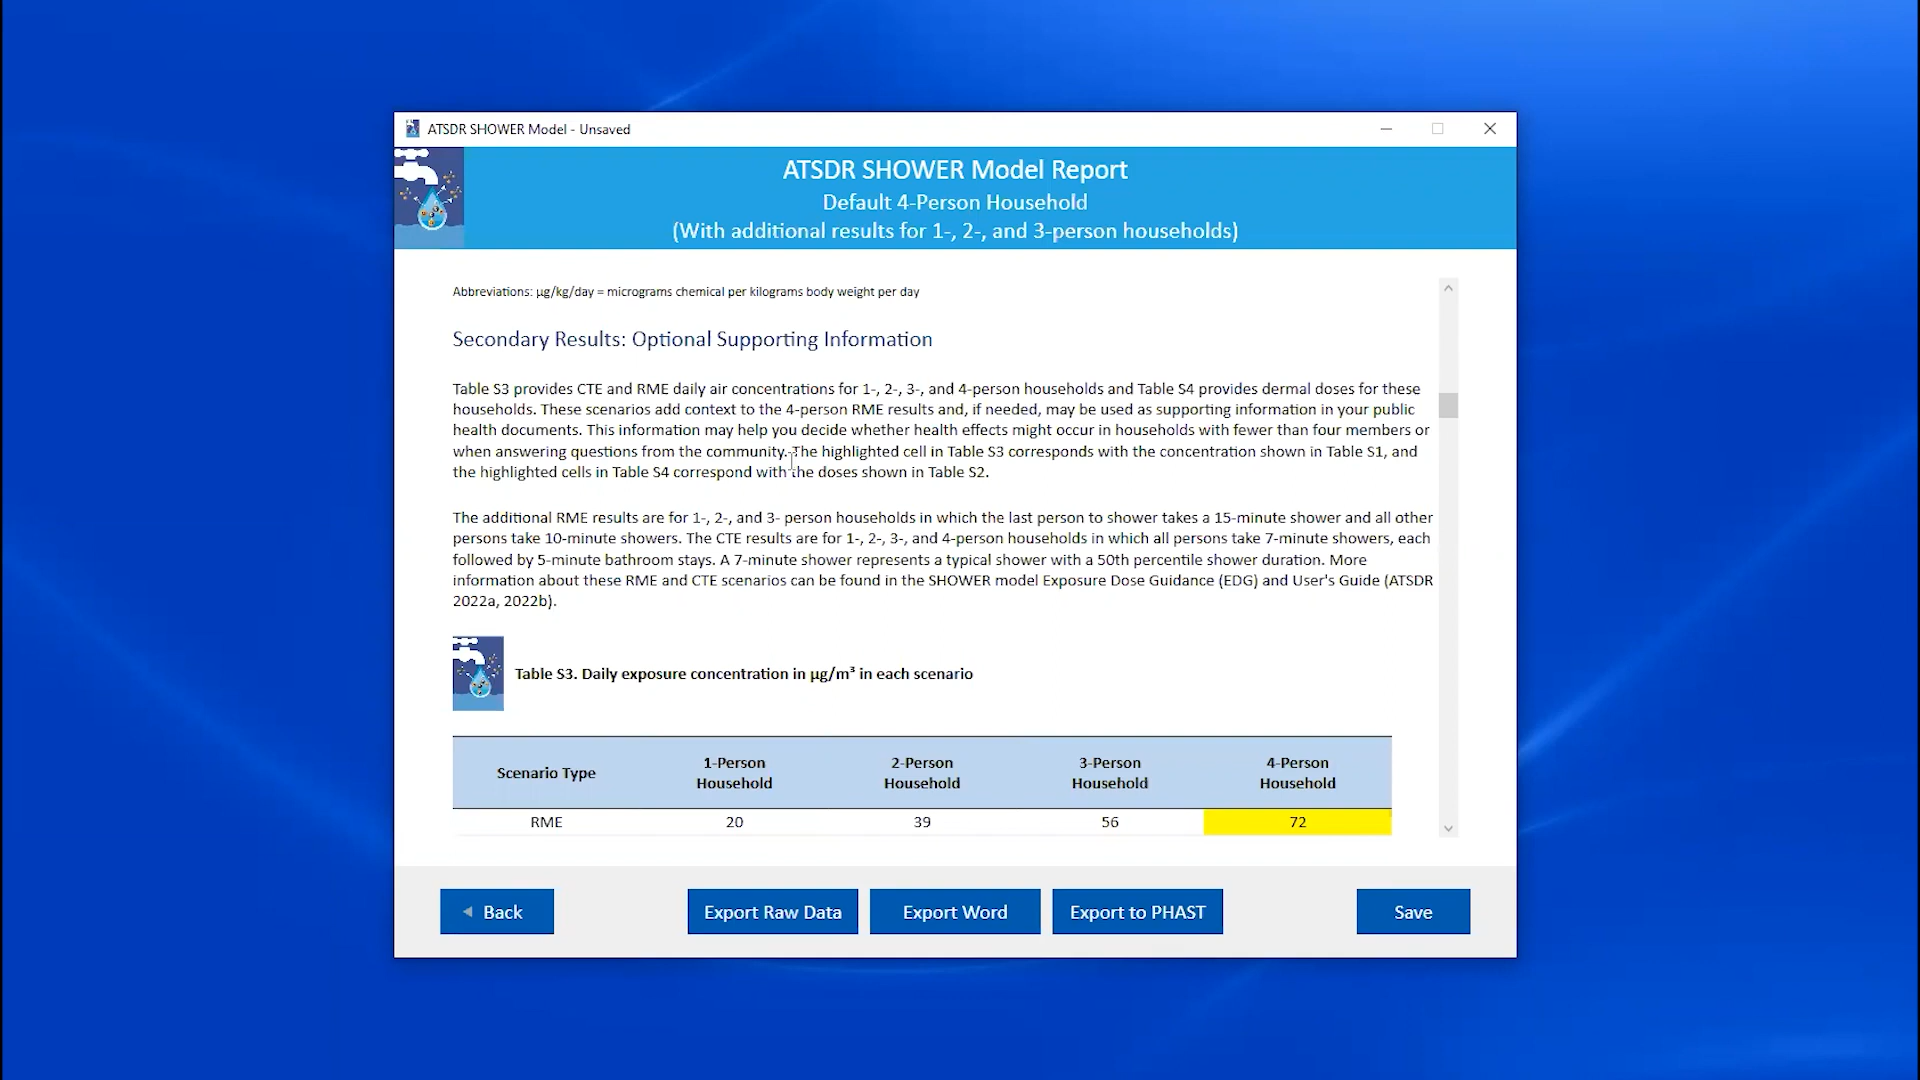 ATSDR SHOWER Model - Unsaved
ATSDR SHOWER Model Report
Default 4-Person Household
(With additional results for 1-, 2-, and 3-person households)
Abbreviations: µg/kg/day = micrograms chemical per kilograms body weight per day
Secondary Results: Optional Supporting Information
Table S3 provides CTE and RME daily air concentrations for 1-, 2-, 3-, and 4-person households and Table S4 provides dermal doses for these
households. These scenarios add context to the 4-person RME results and, if needed, may be used as supporting information in your public
health documents. This information may help you decide whether health effects might occur in households with fewer than four members or
when answering questions from the community. The highlighted cell in Table S3 corresponds with the concentration shown in Table S1, and
the highlighted cells in Table S4 correspond with the doses shown in Table S2.
The additional RME results are for 1-, 2-, and 3- person households in which the last person to shower takes a 15-minute shower and all other
persons take 10-minute showers. The CTE results are for 1-, 2-, 3-, and 4-person households in which all persons take 7-minute showers, each
followed by 5-minute bathroom stays. A 7-minute shower represents a typical shower with a 50th percentile shower duration. More
information about these RME and CTE scenarios can be found in the SHOWER model Exposure Dose Guidance (EDG) and User's Guide (ATSDR
2022a, 2022b).
Table S3. Daily exposure concentration in µg/m³ in each scenario
Scenario Type 1-Person Household 2-Person Household 3-Person Household 4-Person Household
RME 20 39 56 72
Back Export Raw Data Export Word Export to PHAST Save